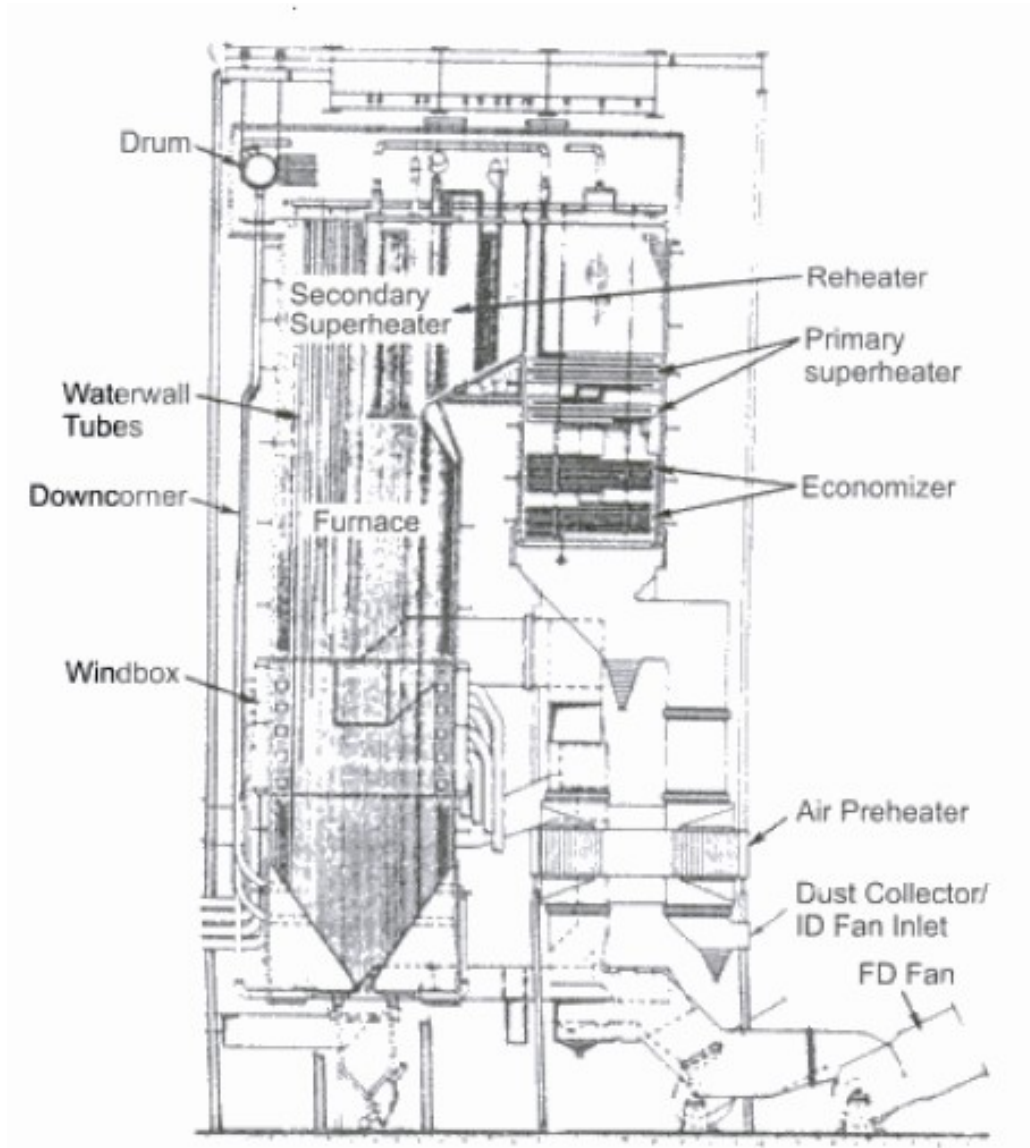 Drum
Secondary
Superheater
Reheater
Primary
superheater
Waterwall
Tubes
Downcorner
Furnace
Economizer
Windbox
Air Preheater
Dust Collector/
ID Fan Inlet
FD Fan